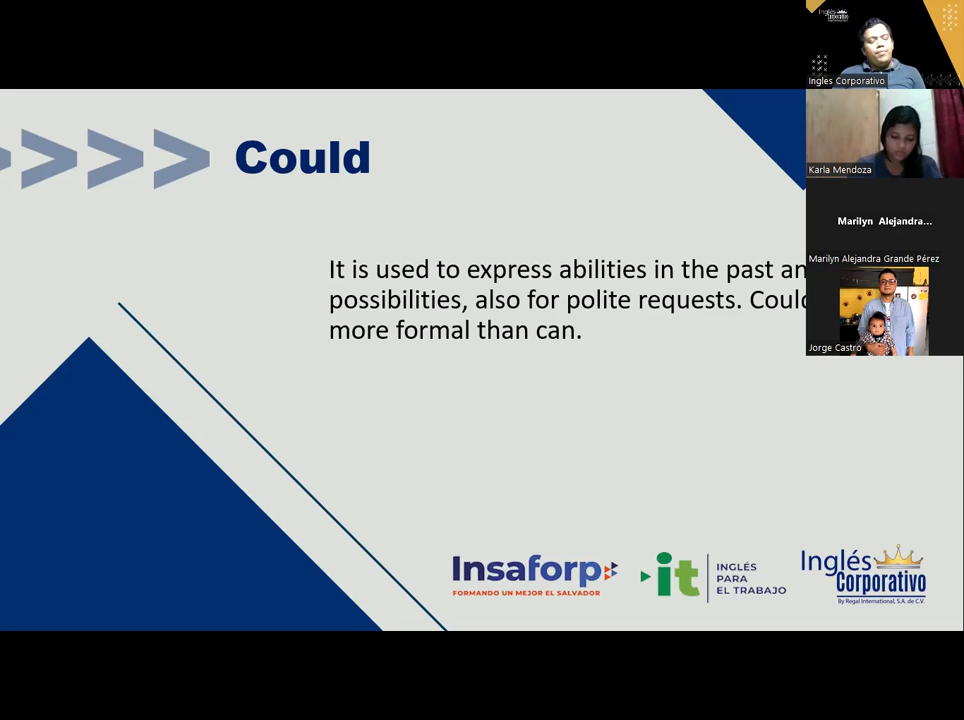 Inglés
Corporativo
Ingles Corporativo
Karla Mendoza
Marilyn Alejandra...
Marilyn Alejandra Grande Pérez
Jorge Castro
>>>> Could
It is used to express abilities in the past an
possibilities, also for polite requests. Could
more formal than can.
Insaforp
FORMANDO UN MEJOR EL SALVADOR
it
INGLÉS
PARA
EL TRABAJO
Inglés
Corporativo
By Regal International, S.A. de C.V.